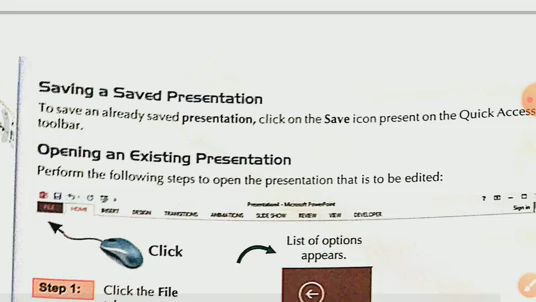 Saving a Saved Presentation
To save an already saved presentation, click on the Save icon present on the Quick Access
toolbar.
Opening an Existing Presentation
Perform the following steps to open the presentation that is to be edited:
Presentation4 - Microsoft PowerPoint
? 
Sign in
FILE HOME INSERT DESIGN TRANSITIONS ANIMATIONS SLIDE SHOW REVIEW VIEW DEVELOPER
Click
List of options
appears.
Step 1: Click the File